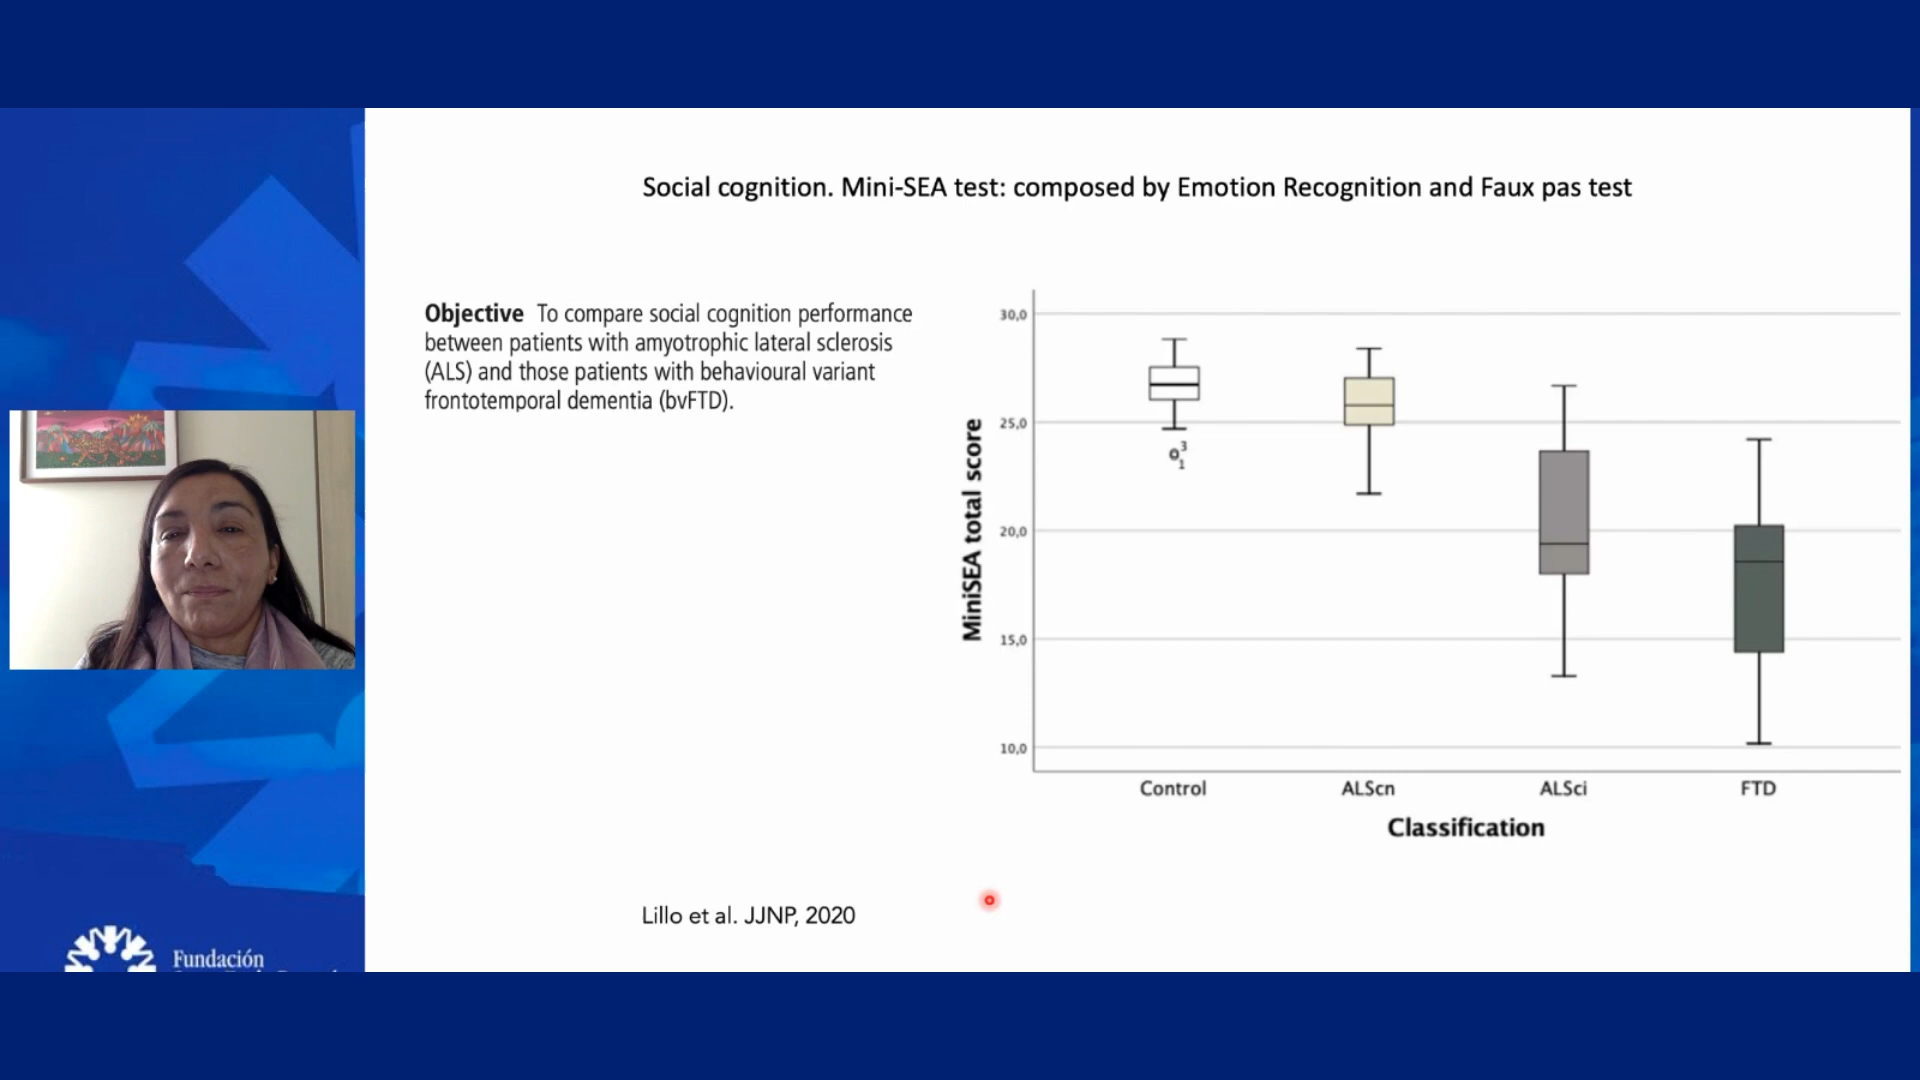 Social cognition. Mini-SEA test: composed by Emotion Recognition and Faux pas test
Objective To compare social cognition performance
between patients with amyotrophic lateral sclerosis
(ALS) and those patients with behavioural variant
frontotemporal dementia (bvFTD).
MiniSEA total score
30,0
25,0
20,0
15,0
10,0
3
1
Control
ALScn
ALSci
FTD
Classification
Lillo et al. JJNP, 2020
Fundación